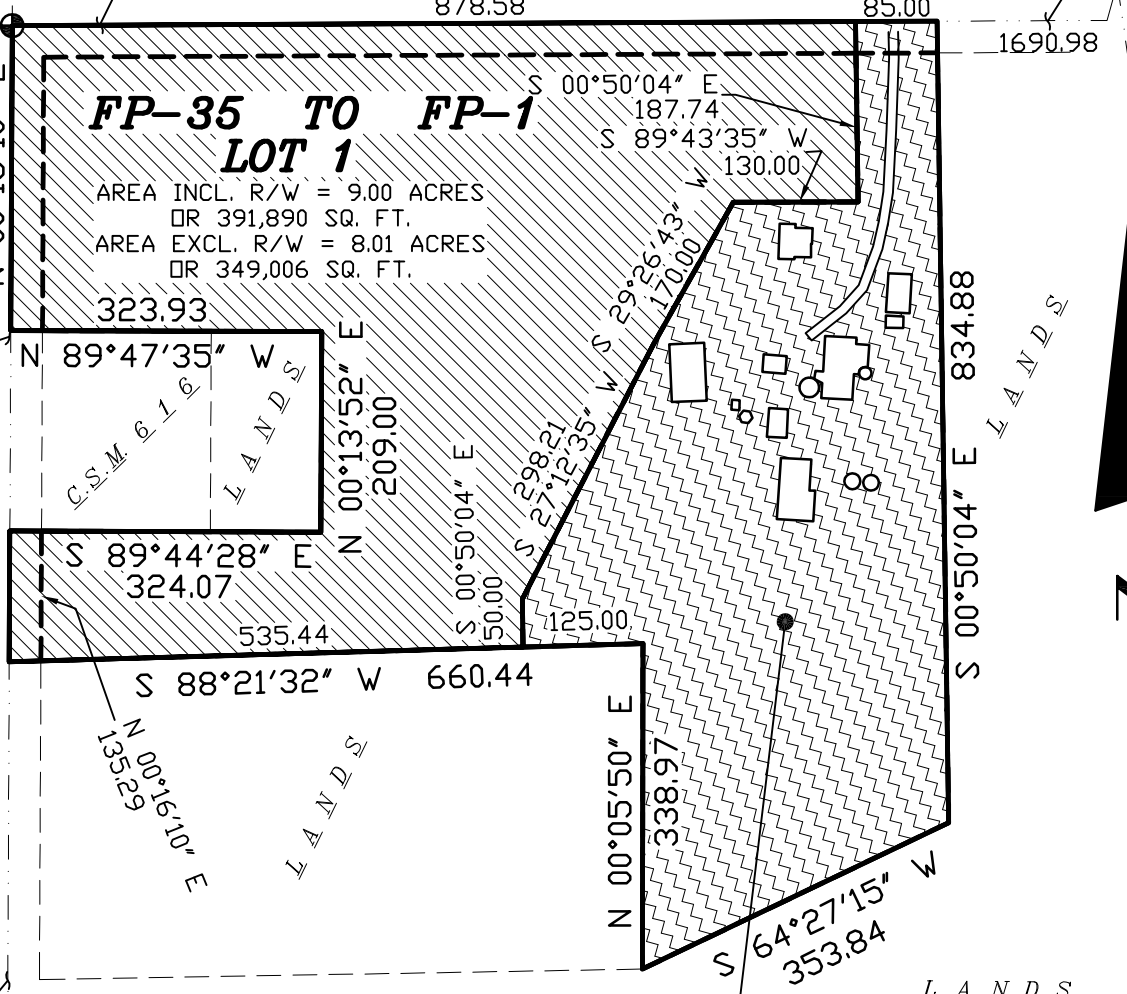 878.58
85.00
1690.98
S 00°50'04" E
187.74
S 89°43'35" W
130.00
FP-35 TO FP-1
LOT 1
AREA INCL. R/W = 9.00 ACRES
OR 391,890 SQ. FT.
AREA EXCL. R/W = 8.01 ACRES
OR 349,006 SQ. FT.
S 29°26'43" W
170.00
323.93
N 89°47'35" W
C.S.M. 616
LANDS
N 00°13'52" E
209.00
298.21
S 27°12'35" W
834.88
S 00°50'04" E
LANDS
S 00°50'04" E
50.00
S 89°44'28" E
324.07
535.44
125.00
S 88°21'32" W 660.44
N 00°16'10" E
135.29
LANDS
N 00°05'50" E
338.97
S 64°27'15" W
353.84
LANDS